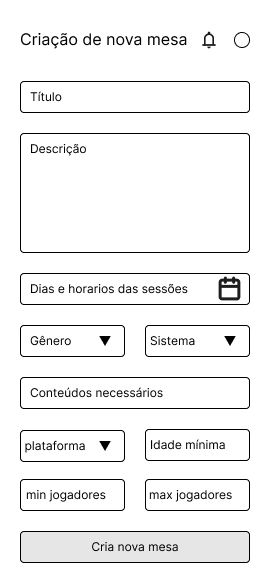 Criação de nova mesa
Título
Descrição
Dias e horarios das sessões
Gênero
Sistema
Conteúdos necessários
plataforma
Idade mínima
min jogadores
max jogadores
Cria nova mesa